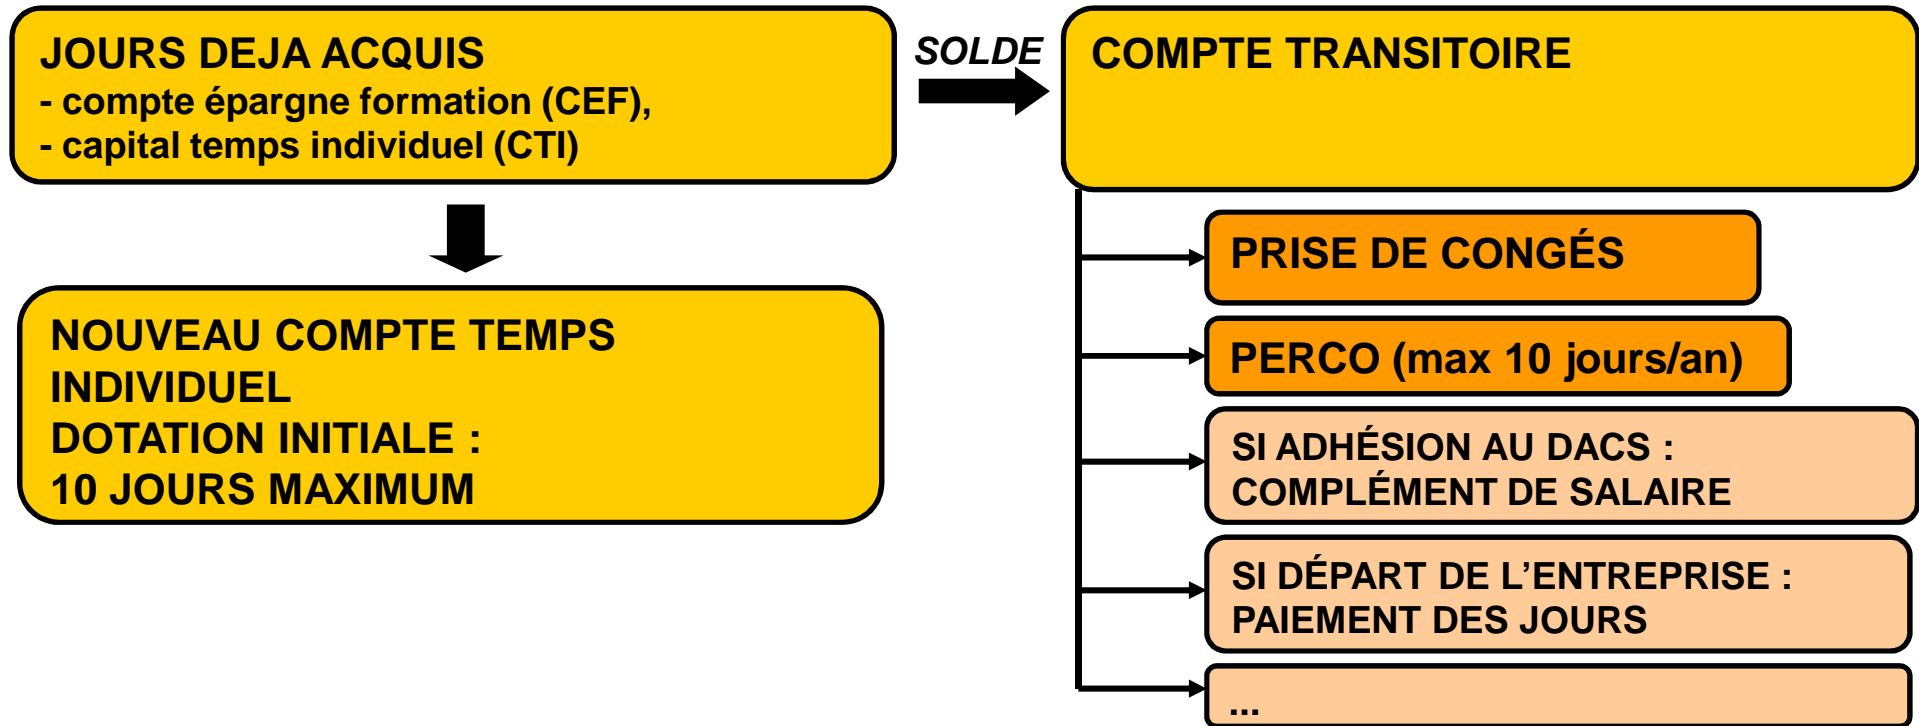 JOURS DEJA ACQUIS
- compte épargne formation (CEF),
- capital temps individuel (CTI)
SOLDE
COMPTE TRANSITOIRE
NOUVEAU COMPTE TEMPS
INDIVIDUEL
DOTATION INITIALE :
10 JOURS MAXIMUM
PRISE DE CONGÉS
PERCO (max 10 jours/an)
SI ADHÉSION AU DACS :
COMPLÉMENT DE SALAIRE
SI DÉPART DE L’ENTREPRISE :
PAIEMENT DES JOURS
...